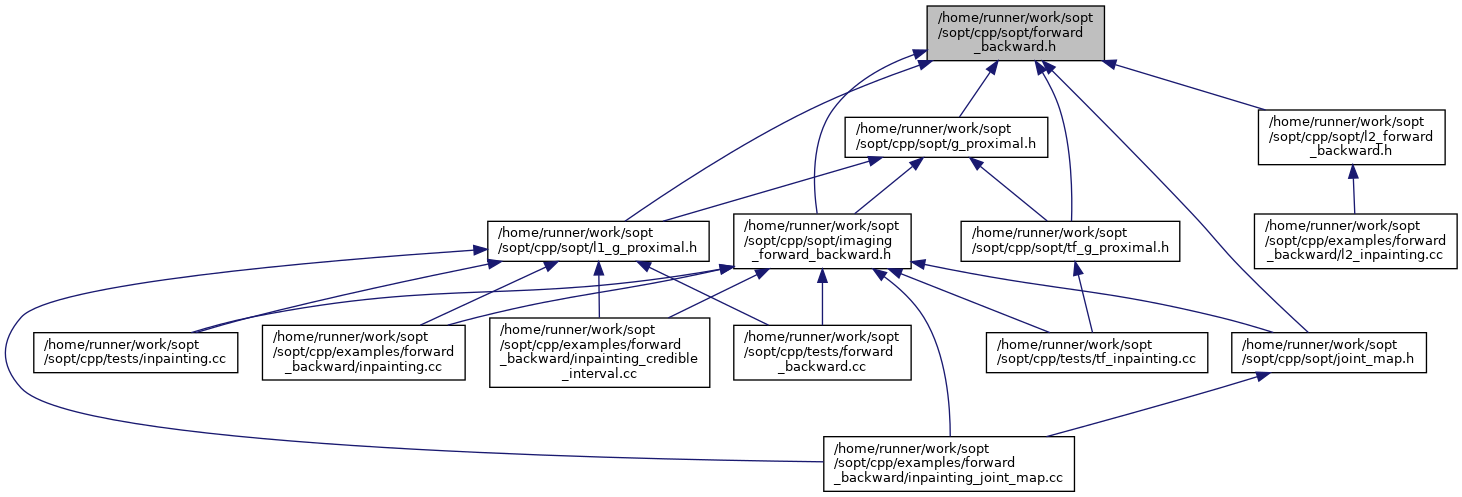 /home/runner/work/sopt
/sopt/cpp/sopt/forward
_backward.h
/home/runner/work/sopt
/sopt/cpp/sopt/g_proximal.h
/home/runner/work/sopt
/sopt/cpp/sopt/l2_forward
_backward.h
/home/runner/work/sopt
/sopt/cpp/sopt/l1_g_proximal.h
/home/runner/work/sopt
/sopt/cpp/sopt/imaging
_forward_backward.h
/home/runner/work/sopt
/sopt/cpp/sopt/tf_g_proximal.h
/home/runner/work/sopt
/sopt/cpp/examples/forward
_backward/l2_inpainting.cc
/home/runner/work/sopt
/sopt/cpp/tests/inpainting.cc
/home/runner/work/sopt
/sopt/cpp/examples/forward
_backward/inpainting.cc
/home/runner/work/sopt
/sopt/cpp/examples/forward
_backward/inpainting_credible
_interval.cc
/home/runner/work/sopt
/sopt/cpp/tests/forward
_backward.cc
/home/runner/work/sopt
/sopt/cpp/tests/tf_inpainting.cc
/home/runner/work/sopt
/sopt/cpp/sopt/joint_map.h
/home/runner/work/sopt
/sopt/cpp/examples/forward
_backward/inpainting_joint_map.cc